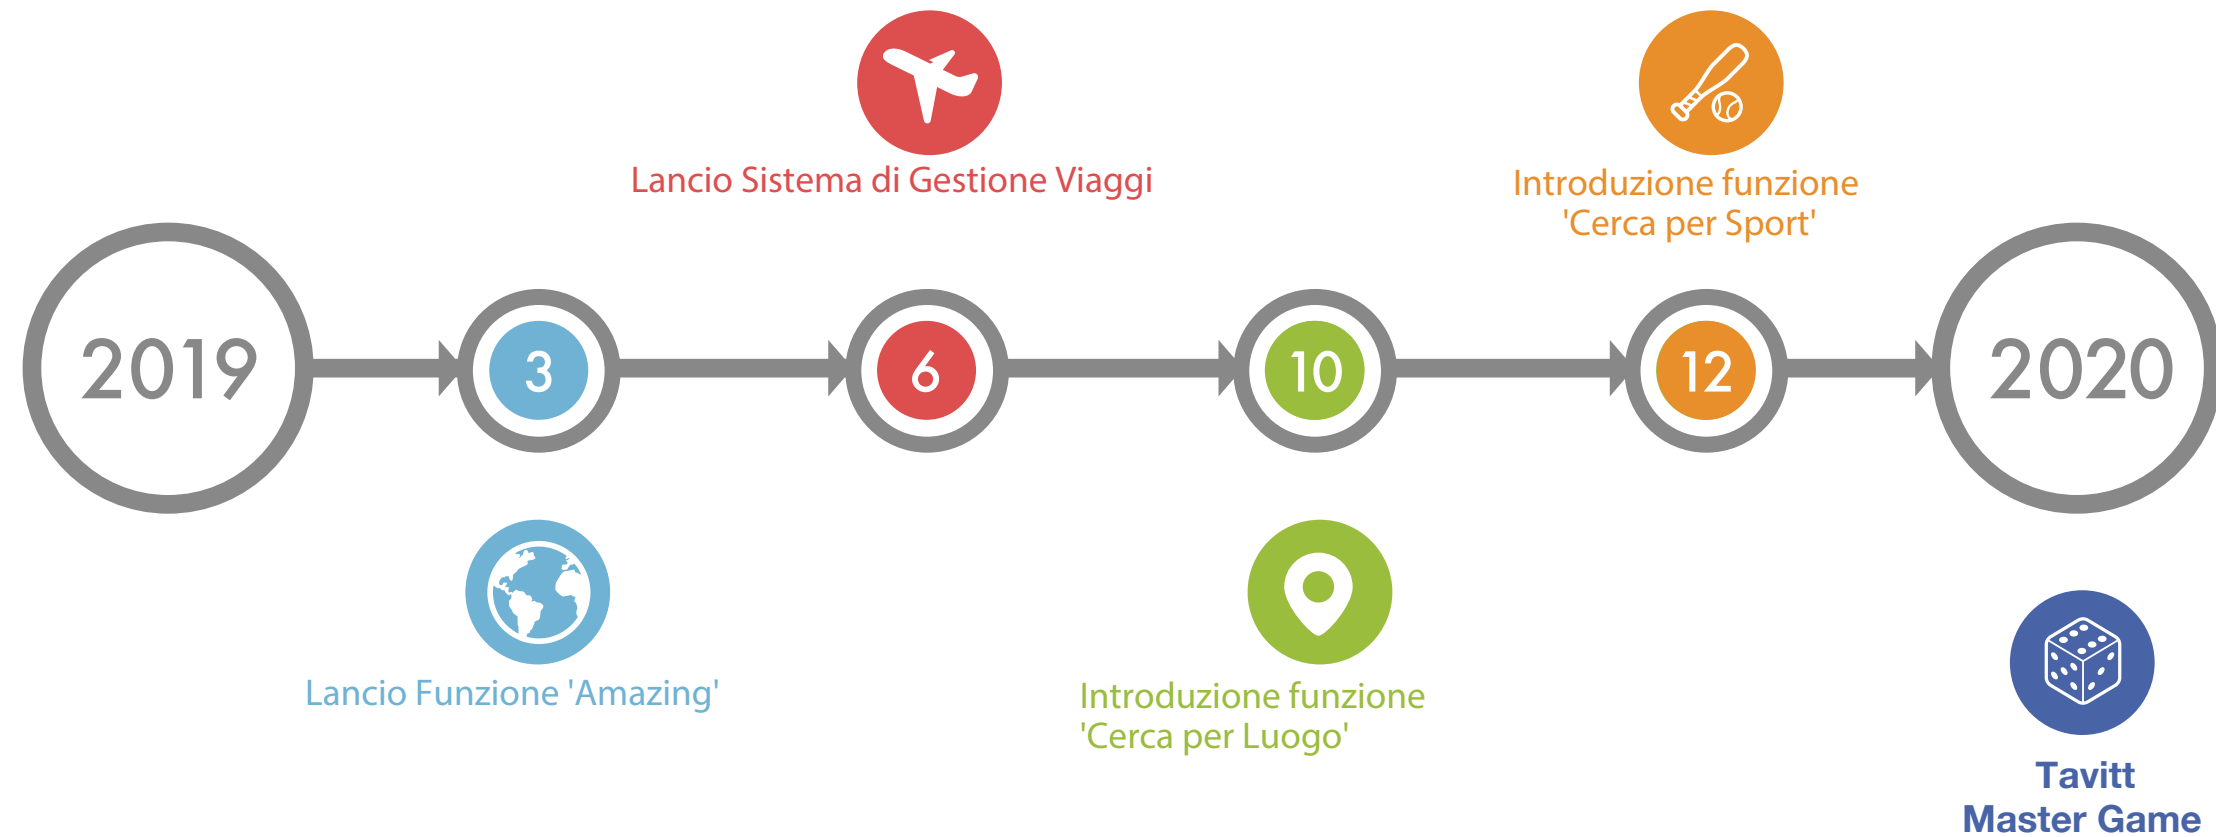 Lancio Sistema di Gestione Viaggi
Introduzione funzione
'Cerca per Sport'
2019
3
6
10
12
2020
Lancio Funzione 'Amazing'
Introduzione funzione
'Cerca per Luogo'
Tavitt
Master Game